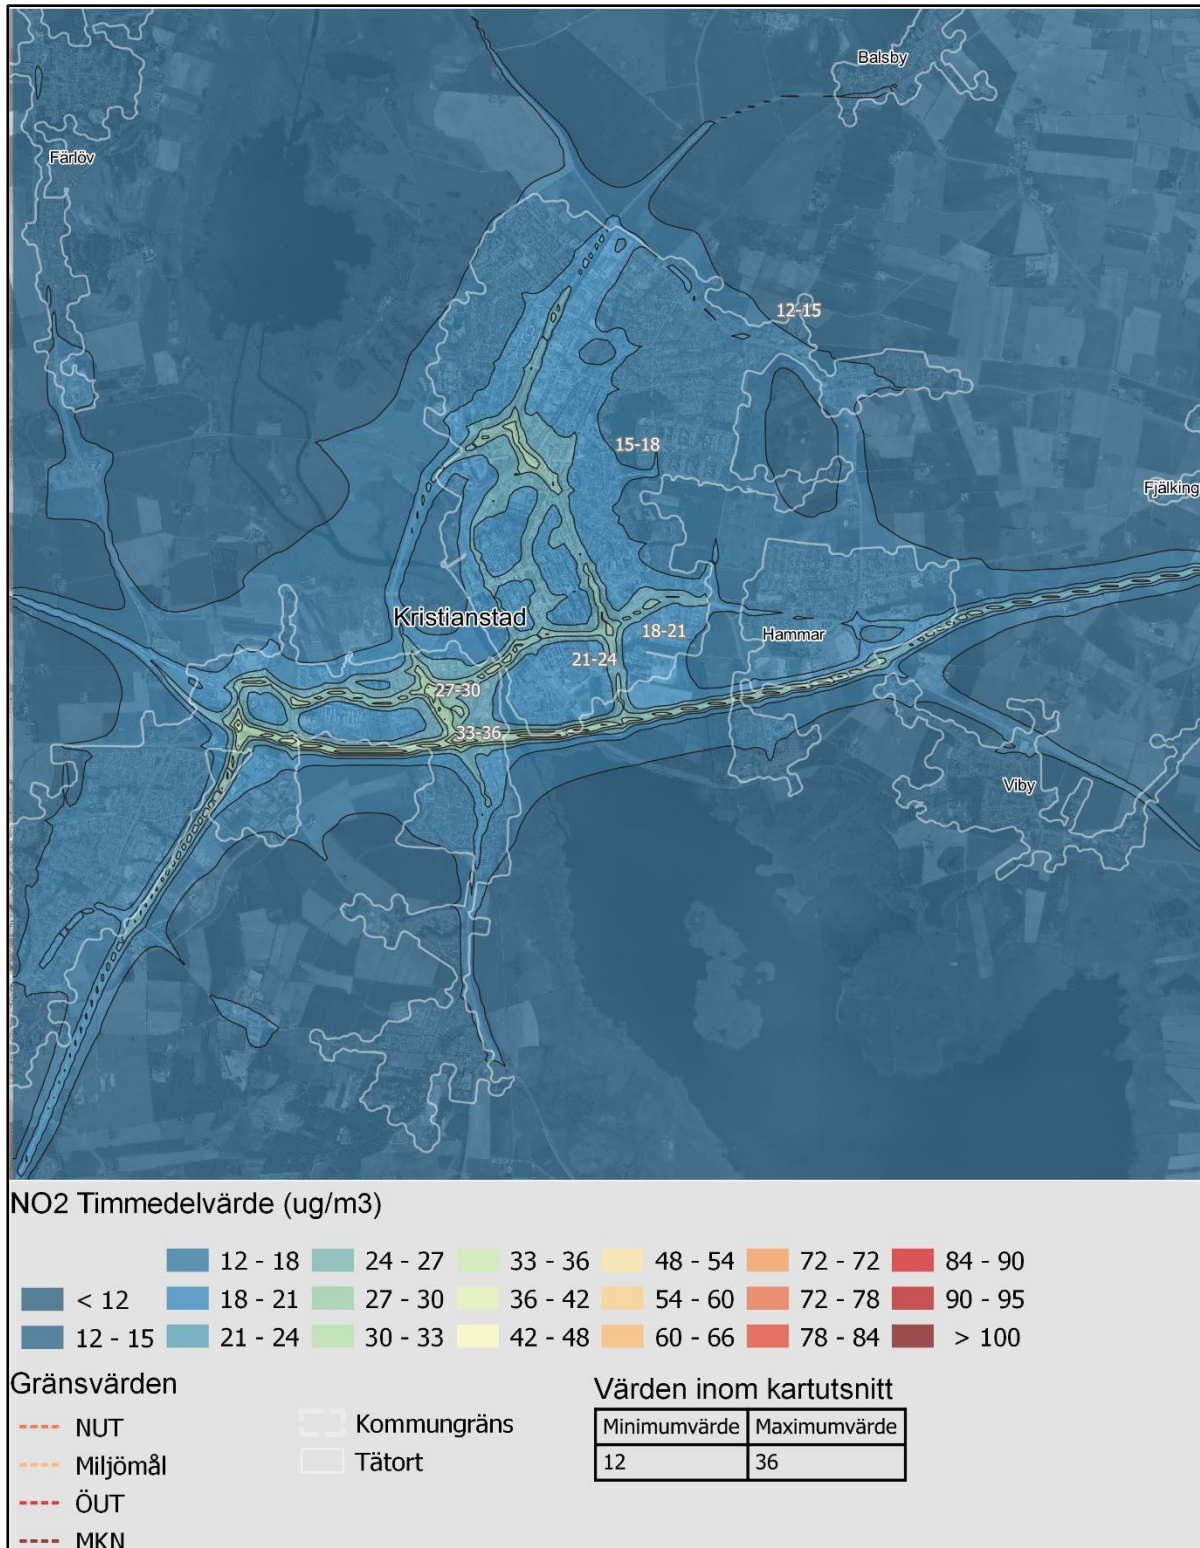 Balsby
Färlöv
12-15
15-18
Fjälking
Kristianstad
18-21
Hammar
21-24
27-30
33-36
Viby
NO2 Timmedelvärde (ug/m3)
12 - 18 24 - 27 33 - 36 48 - 54 72 - 72 84 - 90
< 12 18 - 21 27 - 30 36 - 42 54 - 60 72 - 78 90 - 95
12 - 15 21 - 24 30 - 33 42 - 48 60 - 66 78 - 84 > 100
Gränsvärden
NUT
Miljömål
ÖUT
MKN
Kommungräns
Tätort
Värden inom kartutsnitt
Minimumvärde Maximumvärde
12 36